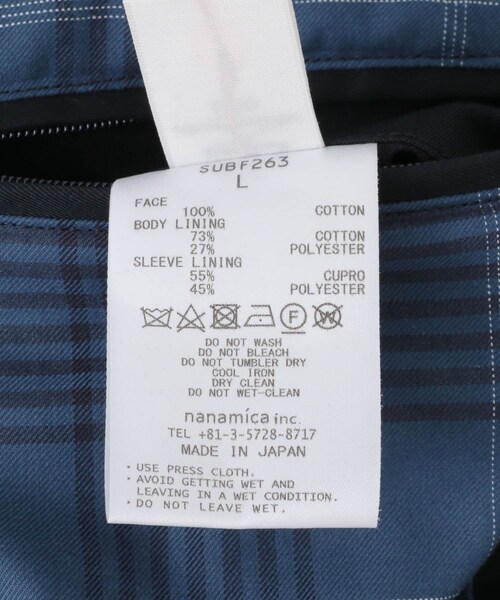 SUBF263
L
FACE
100% COTTON
BODY LINING
73% COTTON
27% POLYESTER
SLEEVE LINING
55% CUPRO
45% POLYESTER
F W
DO NOT WASH
DO NOT BLEACH
DO NOT TUMBLER DRY
COOL IRON
DRY CLEAN
DO NOT WET-CLEAN
nanamica inc.
TEL +81-3-5728-8717
MADE IN JAPAN
・USE PRESS CLOTH.
・AVOID GETTING WET AND
LEAVING IN A WET CONDITION.
・DO NOT LEAVE WET.